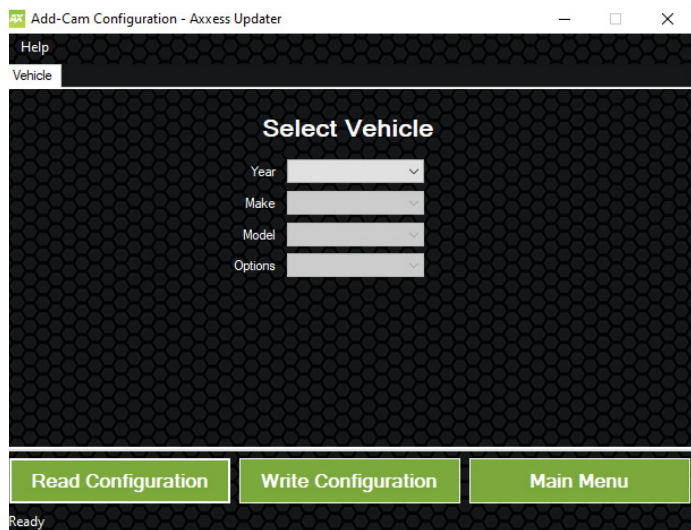 AX Add-Cam Configuration - Axxess Updater
Help
Vehicle
Select Vehicle
Year
Make
Model
Options
Read Configuration Write Configuration Main Menu
Ready